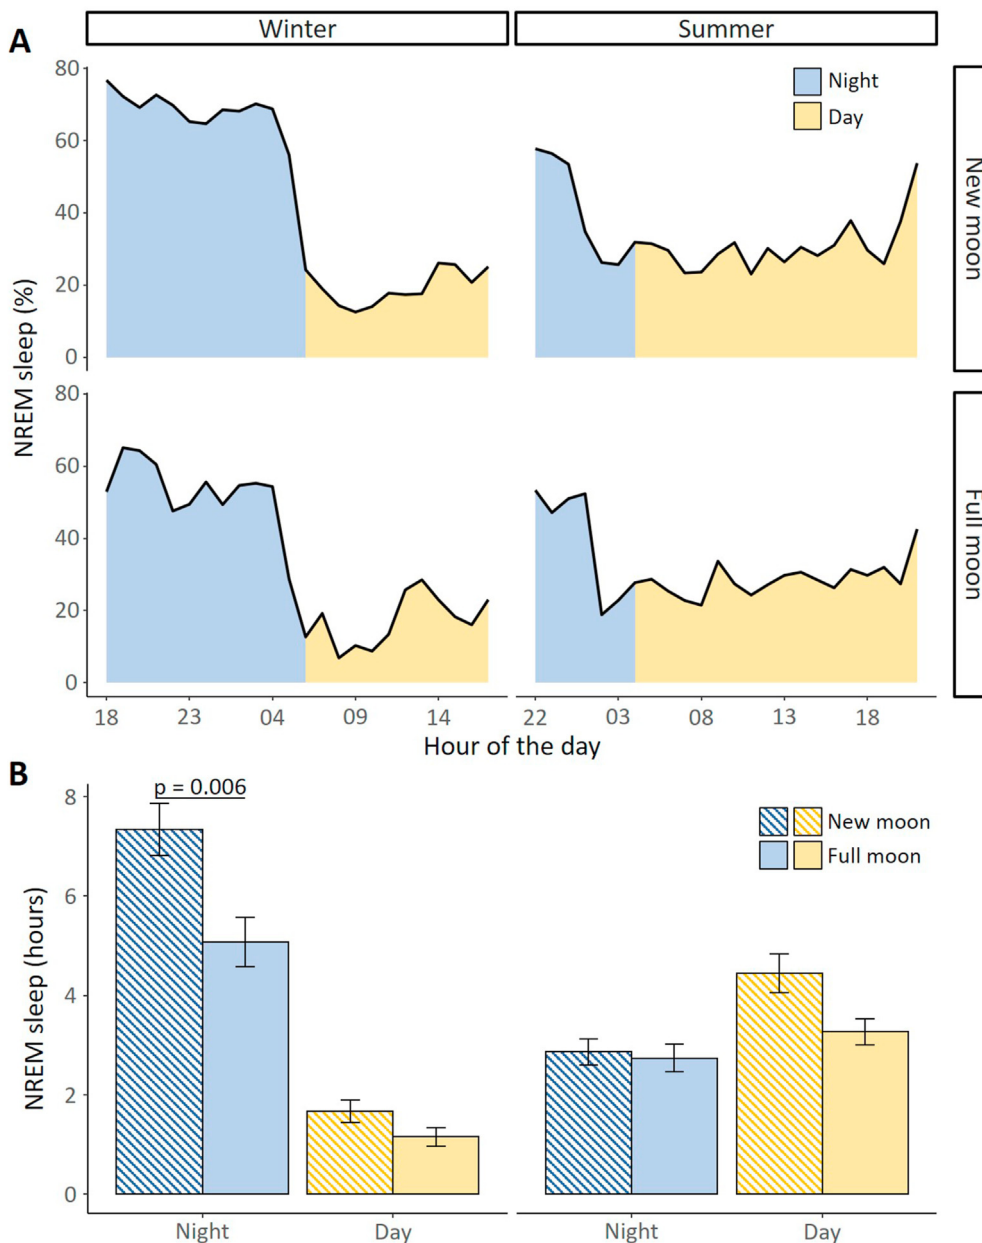 A
Winter
Summer
80
60
40
20
0
Night
Day
New moon
80
60
40
20
0
Full moon
NREM sleep (%)
18
23
04
09
14
22
03
08
13
18
Hour of the day
B
p = 0.006
8
6
4
2
0
NREM sleep (hours)
New moon
Full moon
Night
Day
Night
Day